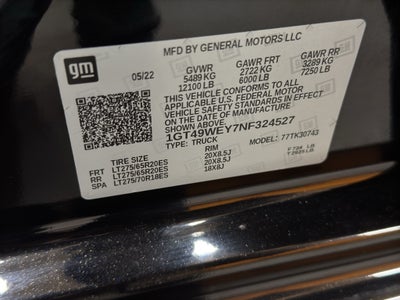 gm
MFD BY GENERAL MOTORS LLC
05/22
GVWR GAWR FRT GAWR RR
5489 KG 2722 KG 3289 KG
12100 LB 6000 LB 7250 LB
THIS VEHICLE CONFORMS TO ALL
APPLICABLE U.S. FEDERAL MOTOR
VEHICLE SAFETY STANDARDS IN EFFECT
ON THE DATE OF MANUFACTURE SHOWN ABOVE.
1GT49WEY7NF324527
TYPE: TRUCK MODEL: 77TK30743
TIRE SIZE RIM
FRT LT275/65R20ES 20X8.5J
RR LT275/65R20ES 20X8.5J
SPA LT275/70R18ES 18X8J